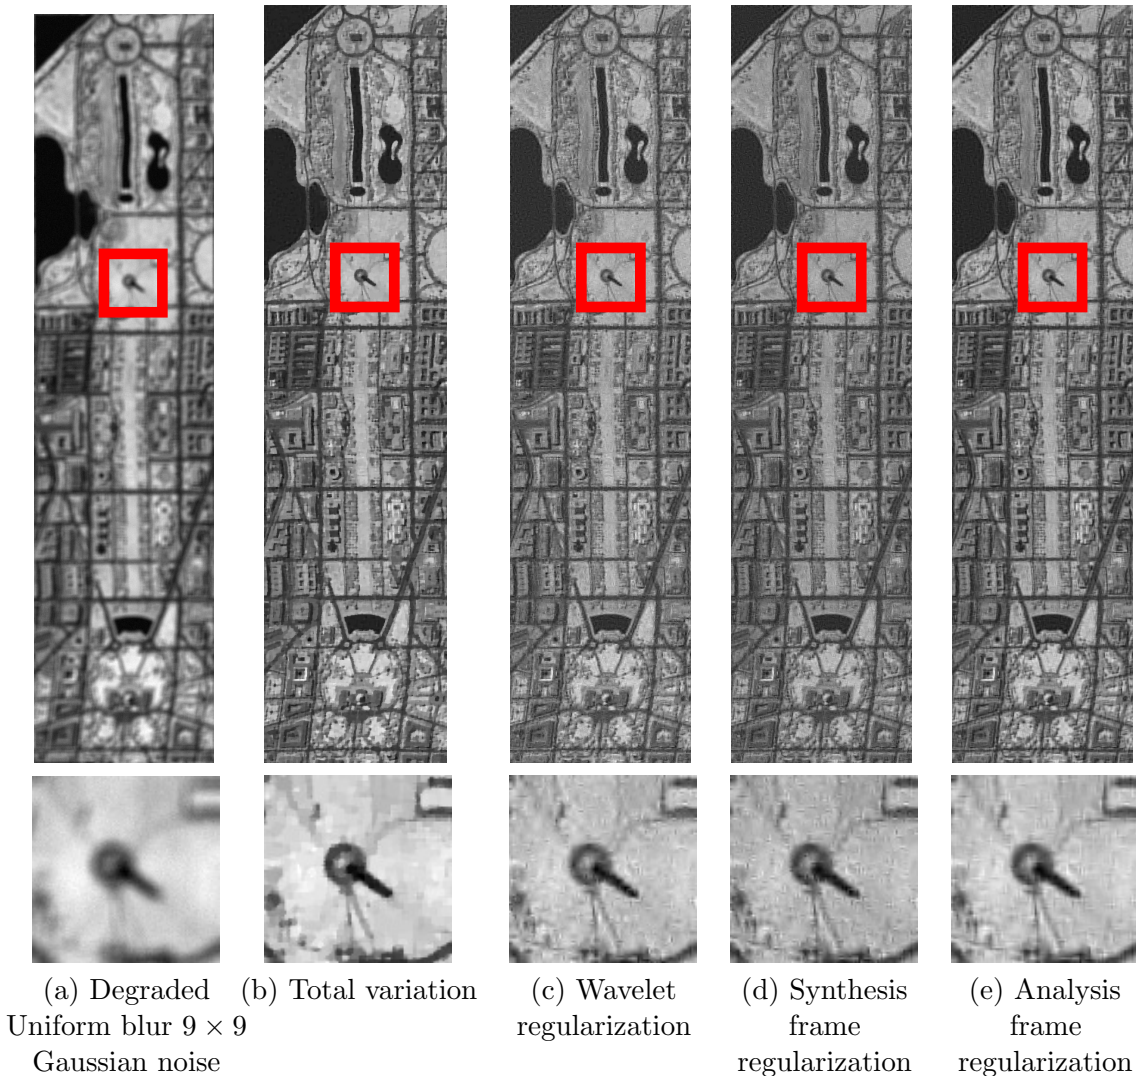 (a) Degraded
Uniform blur 9 × 9
Gaussian noise
(b) Total variation
(c) Wavelet
regularization
(d) Synthesis
frame
regularization
(e) Analysis
frame
regularization